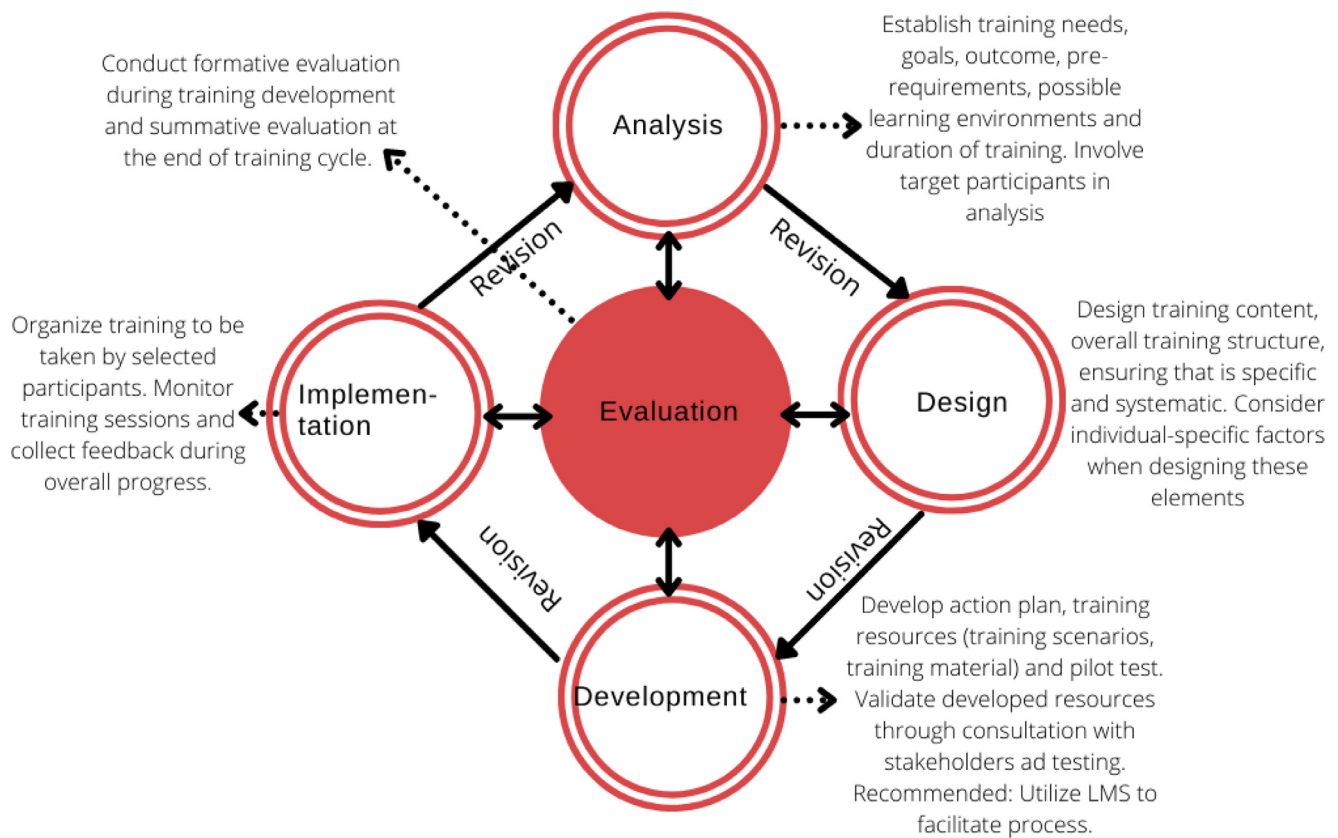 Conduct formative evaluation
during training development
and summative evaluation at
the end of training cycle.
Analysis
Establish training needs,
goals, outcome, pre-
requirements, possible
learning environments and
duration of training. Involve
target participants in
analysis
Revision
Revision
Organize training to be
taken by selected
participants. Monitor
training sessions and
collect feedback during
overall progress.
Implemen-
tation
Evaluation
Design
Design training content,
overall training structure,
ensuring that is specific
and systematic. Consider
individual-specific factors
when designing these
elements
Revision
Revision
Development
Develop action plan, training
resources (training scenarios,
training material) and pilot test.
Validate developed resources
through consultation with
stakeholders ad testing.
Recommended: Utilize LMS to
facilitate process.